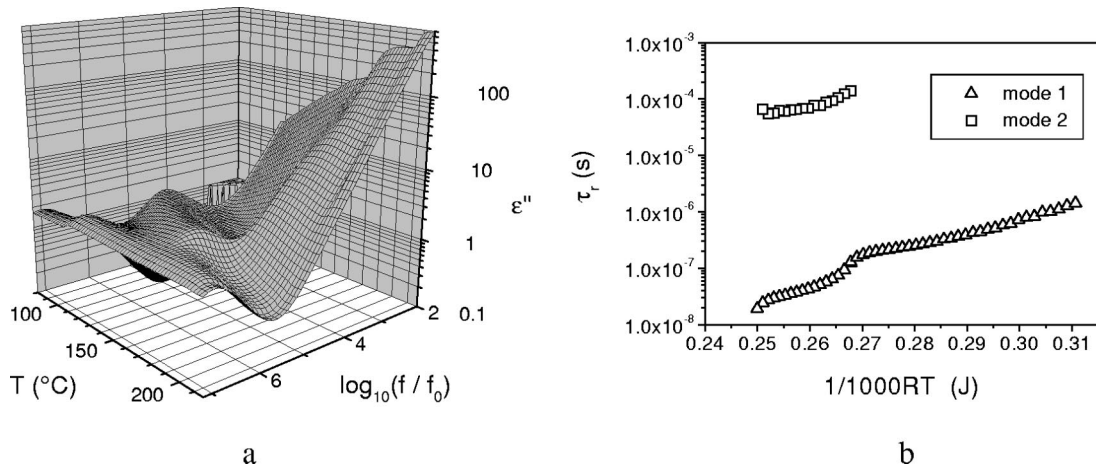 100
10
1
0.1
ε"
100
150
200
T (°C)
6
4
2
log₁₀(f / f₀)
a
1.0x10⁻³
1.0x10⁻⁴
1.0x10⁻⁵
1.0x10⁻⁶
1.0x10⁻⁷
1.0x10⁻⁸
τᵣ (s)
mode 1
mode 2
0.24 0.25 0.26 0.27 0.28 0.29 0.30 0.31
1/1000RT (J)
b